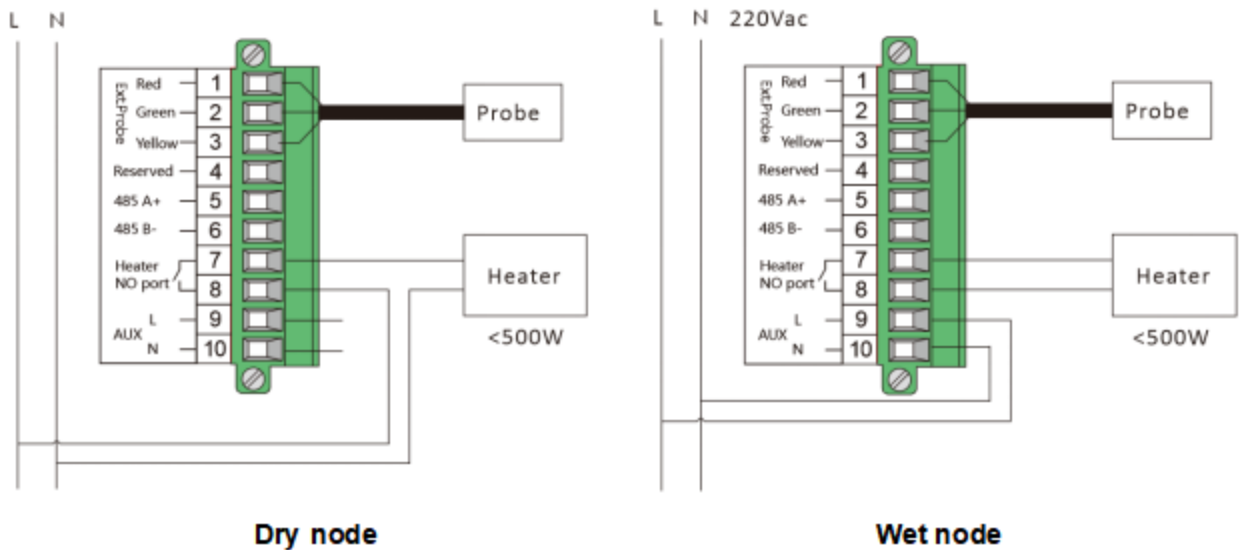 L N
Ext.Probe
Red 1
Green 2
Yellow 3
Reserved 4
485 A+ 5
485 B- 6
Heater
NO port
7
8
AUX
L 9
N 10
Probe
Heater
<500W
Dry node
L N 220Vac
Ext.Probe
Red 1
Green 2
Yellow 3
Reserved 4
485 A+ 5
485 B- 6
Heater
NO port
7
8
AUX
L 9
N 10
Probe
Heater
<500W
Wet node